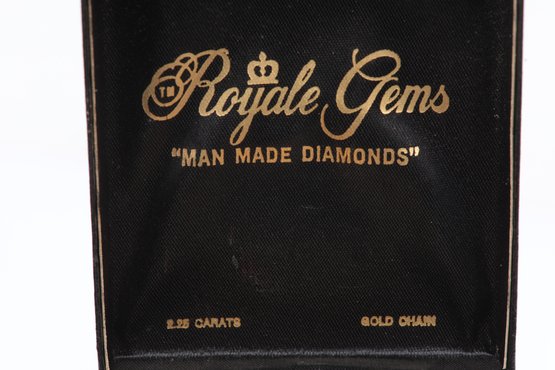 TM Royale Gems
"MAN MADE DIAMONDS"
2.25 CARATS GOLD CHAIN